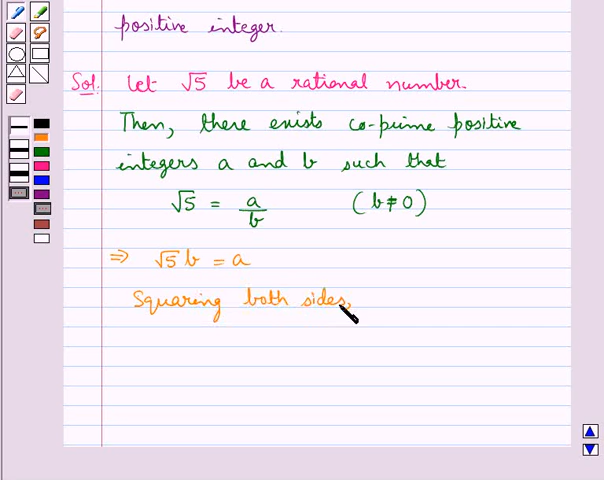 positive integer.
Sol: Let √5 be a rational number.
Then, there exists co-prime positive
integers a and b such that
√5 = a/b (b≠0)
⇒ √5 b = a
Squaring both sides,